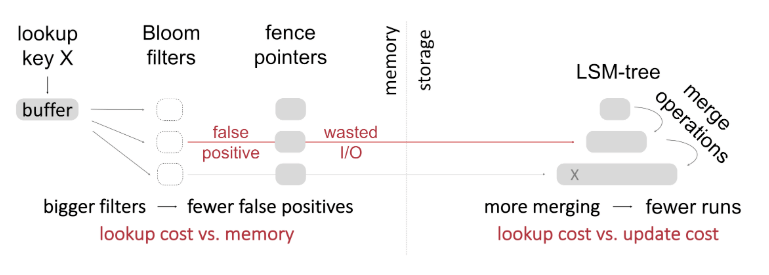 lookup
key X
Bloom
filters
fence
pointers
memory
storage
LSM-tree
merge
operations
buffer
false
positive
wasted
I/O
X
bigger filters → fewer false positives
lookup cost vs. memory
more merging → fewer runs
lookup cost vs. update cost